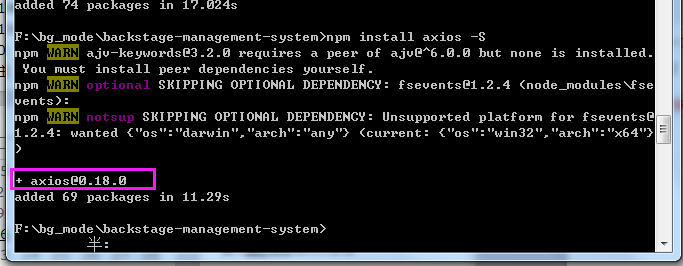 added 74 packages in 17.024s
F:\bg_mode\backstage-management-system>npm install axios -S
npm WARN ajv-keywords@3.2.0 requires a peer of ajv@^6.0.0 but none is installed.
 You must install peer dependencies yourself.
npm WARN optional SKIPPING OPTIONAL DEPENDENCY: fsevents@1.2.4 (node_modules\fse
vents):
npm WARN notsup SKIPPING OPTIONAL DEPENDENCY: Unsupported platform for fsevents@
1.2.4: wanted {"os":"darwin","arch":"any"} (current: {"os":"win32","arch":"x64"}
)
+ axios@0.18.0
added 69 packages in 11.29s
F:\bg_mode\backstage-management-system>
半: